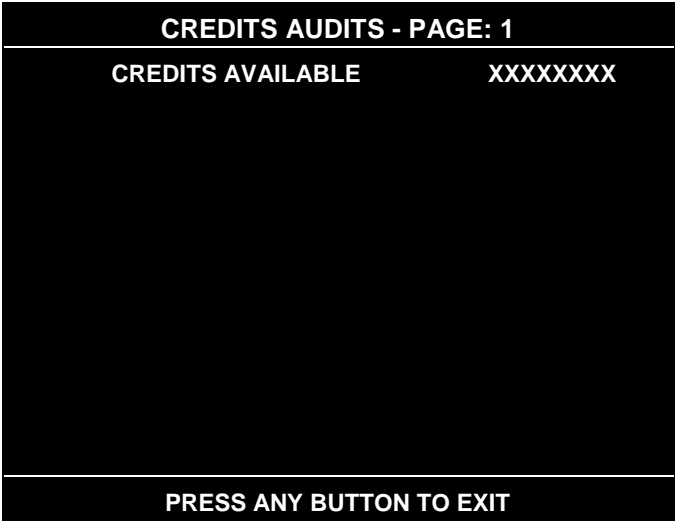 CREDITS AUDITS - PAGE: 1
CREDITS AVAILABLE XXXXXXXX
PRESS ANY BUTTON TO EXIT